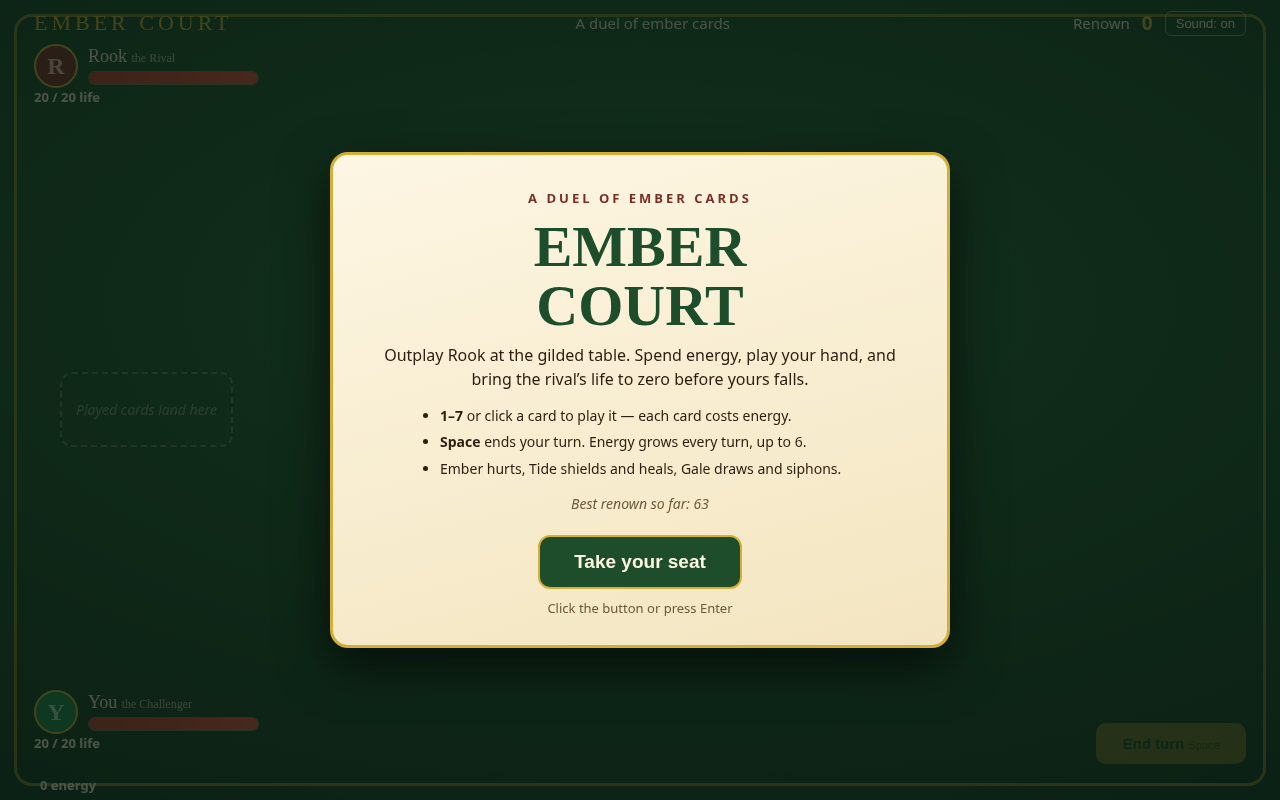 EMBER COURT
A duel of ember cards
Renown 0
Sound: on
R
Rook the Rival
20 / 20 life
A DUEL OF EMBER CARDS
EMBER
COURT
Outplay Rook at the gilded table. Spend energy, play your hand, and
bring the rival’s life to zero before yours falls.
1–7 or click a card to play it — each card costs energy.
Space ends your turn. Energy grows every turn, up to 6.
Ember hurts, Tide shields and heals, Gale draws and siphons.
Best renown so far: 63
Take your seat
Click the button or press Enter
Played cards land here
Y
You the Challenger
20 / 20 life
0 energy
End turn Space